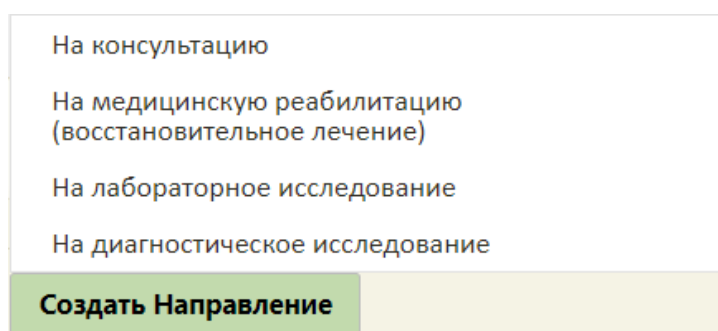 На консультацию
На медицинскую реабилитацию
(восстановительное лечение)
На лабораторное исследование
На диагностическое исследование
Создать Направление